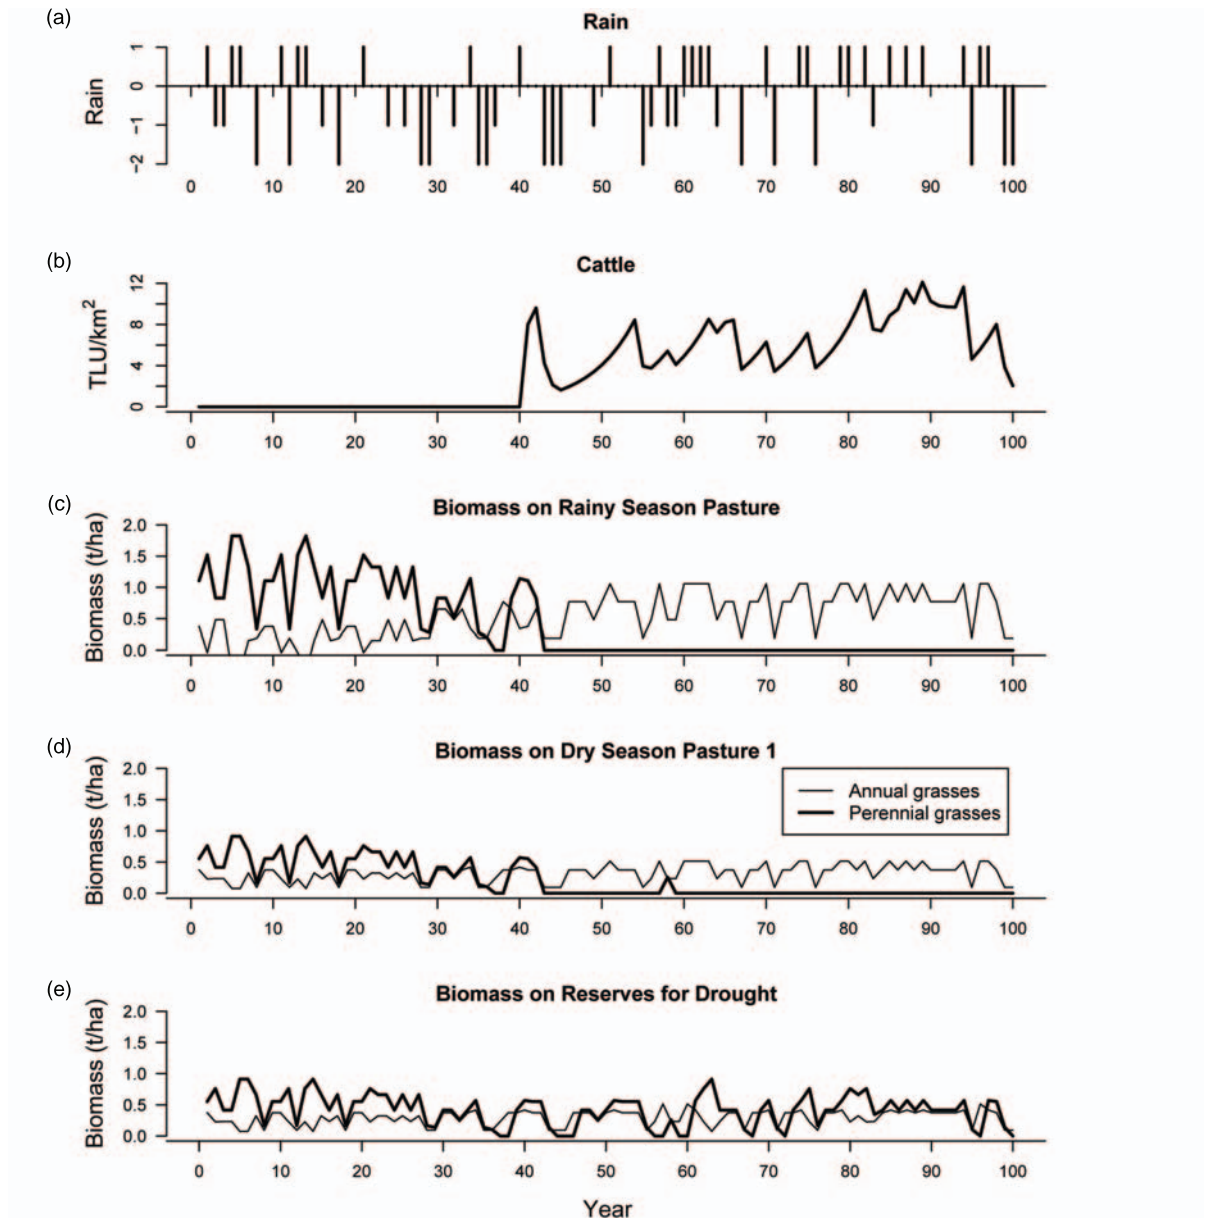 (a)
Rain
Rain
1
0
−1
−2
0 10 20 30 40 50 60 70 80 90 100
(b)
Cattle
TLU/km²
12
8
4
0
0 10 20 30 40 50 60 70 80 90 100
(c)
Biomass on Rainy Season Pasture
Biomass (t/ha)
2.0
1.5
1.0
0.5
0.0
0 10 20 30 40 50 60 70 80 90 100
(d)
Biomass on Dry Season Pasture 1
Biomass (t/ha)
2.0
1.5
1.0
0.5
0.0
Annual grasses
Perennial grasses
0 10 20 30 40 50 60 70 80 90 100
(e)
Biomass on Reserves for Drought
Biomass (t/ha)
2.0
1.5
1.0
0.5
0.0
0 10 20 30 40 50 60 70 80 90 100
Year